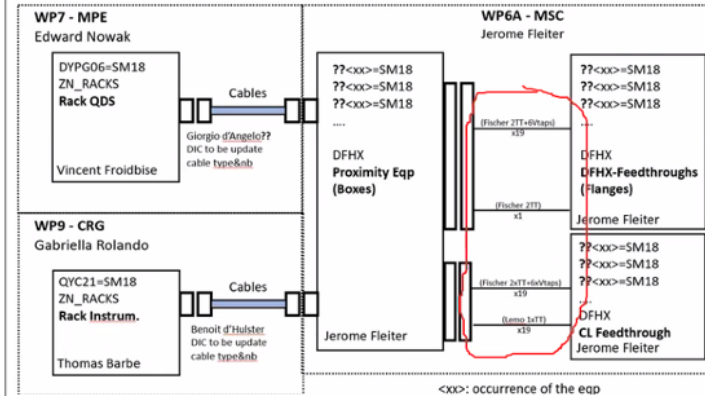 WP7 - MPE
Edward Nowak
DYPG06=SM18
ZN_RACKS
Rack QDS
Vincent Froidbise
Cables
Giorgio d'Angelo??
DIC to be update
cable type&nb
WP9 - CRG
Gabriella Rolando
QYC21=SM18
ZN_RACKS
Rack Instrum.
Thomas Barbe
Cables
Benoit d'Hulster
DIC to be update
cable type&nb
WP6A - MSC
Jerome Fleiter
??<xx>=SM18
??<xx>=SM18
??<xx>=SM18
....
DFHX
Proximity Eqp
(Boxes)
Jerome Fleiter
(Fischer 2TT+6Vtaps)
x19
(Fischer 2TT)
x1
(Fischer 2xTT+6xVtaps)
x19
(Lemo 1xTT)
x19
??<xx>=SM18
??<xx>=SM18
??<xx>=SM18
....
DFHX
DFHX-Feedthroughs
(Flanges)
Jerome Fleiter
??<xx>=SM18
??<xx>=SM18
??<xx>=SM18
....
DFHX
CL Feedthrough
Jerome Fleiter
<xx>: occurrence of the eqp